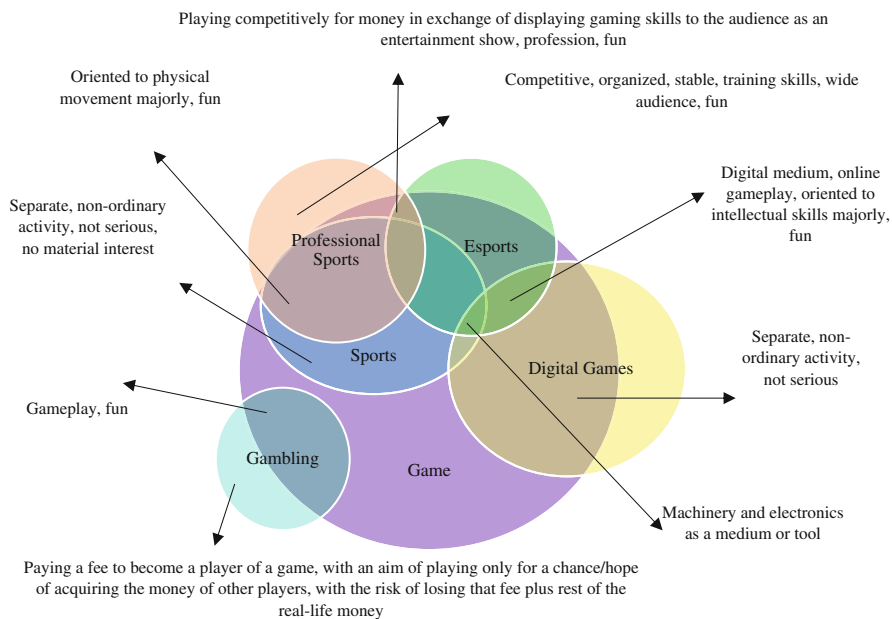 Playing competitively for money in exchange of displaying gaming skills to the audience as an
entertainment show, profession, fun
Oriented to physical
movement majorly, fun
Competitive, organized, stable, training skills, wide
audience, fun
Separate, non-ordinary
activity, not serious,
no material interest
Digital medium, online
gameplay, oriented to
intellectual skills majorly,
fun
Professional
Sports
Esports
Sports
Digital Games
Separate, non-
ordinary activity,
not serious
Gameplay, fun
Gambling
Game
Machinery and electronics
as a medium or tool
Paying a fee to become a player of a game, with an aim of playing only for a chance/hope
of acquiring the money of other players, with the risk of losing that fee plus rest of the
real-life money